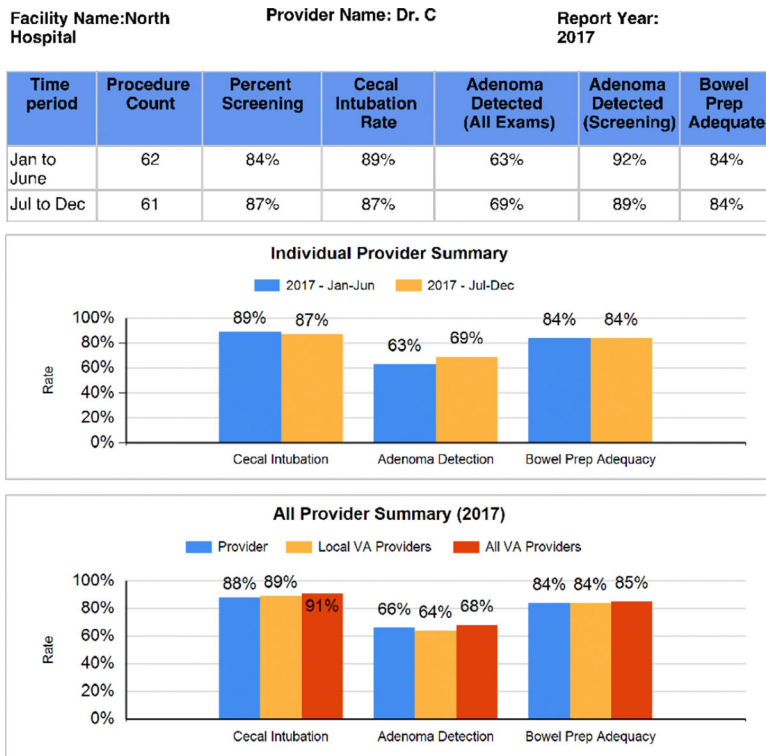 Facility Name:North Hospital
Provider Name: Dr. C
Report Year: 2017
Time period Procedure Count Percent Screening Cecal Intubation Rate Adenoma Detected (All Exams) Adenoma Detected (Screening) Bowel Prep Adequate
Jan to June 62 84% 89% 63% 92% 84%
Jul to Dec 61 87% 87% 69% 89% 84%
Individual Provider Summary
2017 - Jan-Jun 2017 - Jul-Dec
100%
80%
60%
40%
20%
0%
Rate
89% 87% 63% 69% 84% 84%
Cecal Intubation Adenoma Detection Bowel Prep Adequacy
All Provider Summary (2017)
Provider Local VA Providers All VA Providers
100%
80%
60%
40%
20%
0%
Rate
88% 89% 91% 66% 64% 68% 84% 84% 85%
Cecal Intubation Adenoma Detection Bowel Prep Adequacy